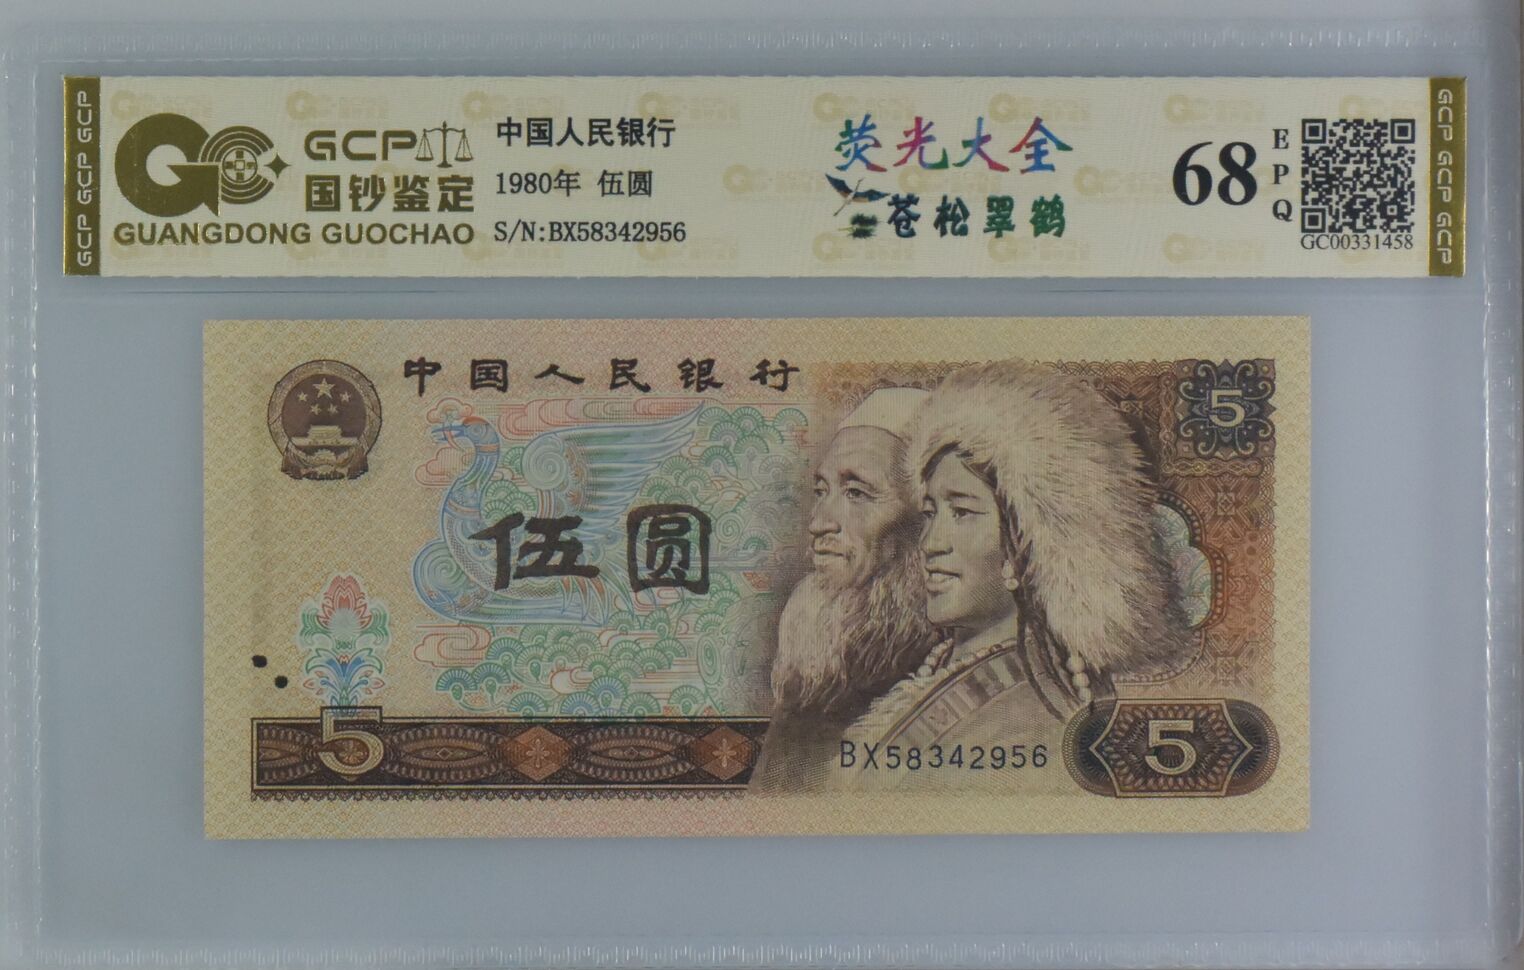 GCP GCP GCP
GCP
国钞鉴定
GUANGDONG GUOCHAO
中国人民银行
1980年 伍圆
S/N:BX58342956
荧光大全
苍松翠鹤
68
EPQ
GC00331458
GCP GCP GCP
中国人民银行
5
伍圆
5
BX58342956
5